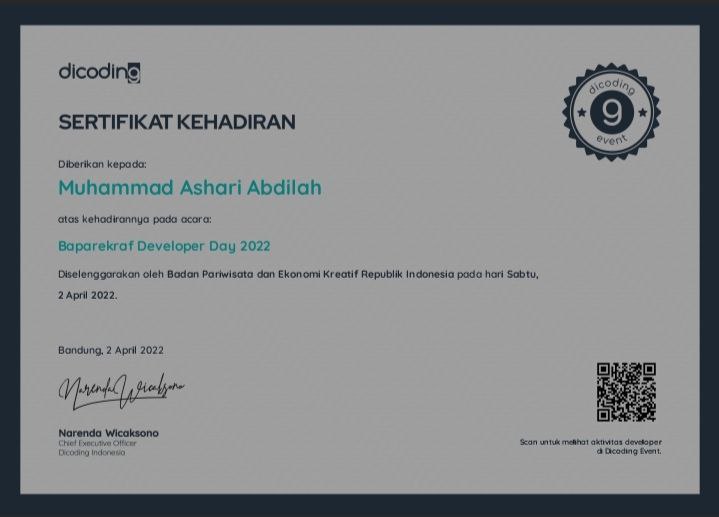 dicoding
SERTIFIKAT KEHADIRAN
dicoding
9
event
Diberikan kepada:
Muhammad Ashari Abdilah
atas kehadirannya pada acara:
Baparekraf Developer Day 2022
Diselenggarakan oleh Badan Pariwisata dan Ekonomi Kreatif Republik Indonesia pada hari Sabtu,
2 April 2022.
Bandung, 2 April 2022
Narenda Wicaksono
Narenda Wicaksono
Chief Executive Officer
Dicoding Indonesia
Scan untuk melihat aktivitas developer
di Dicoding Event.